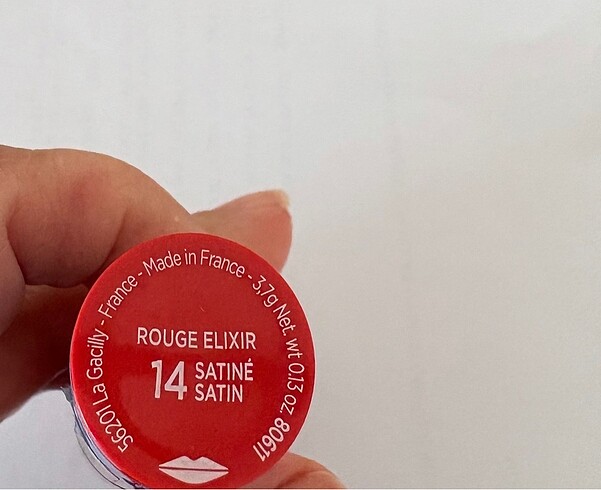 56201 La Gacilly - France - Made in France - 3,7g Net. wt 0.13 oz 80611
ROUGE ELIXIR
14 SATINÉ
SATIN